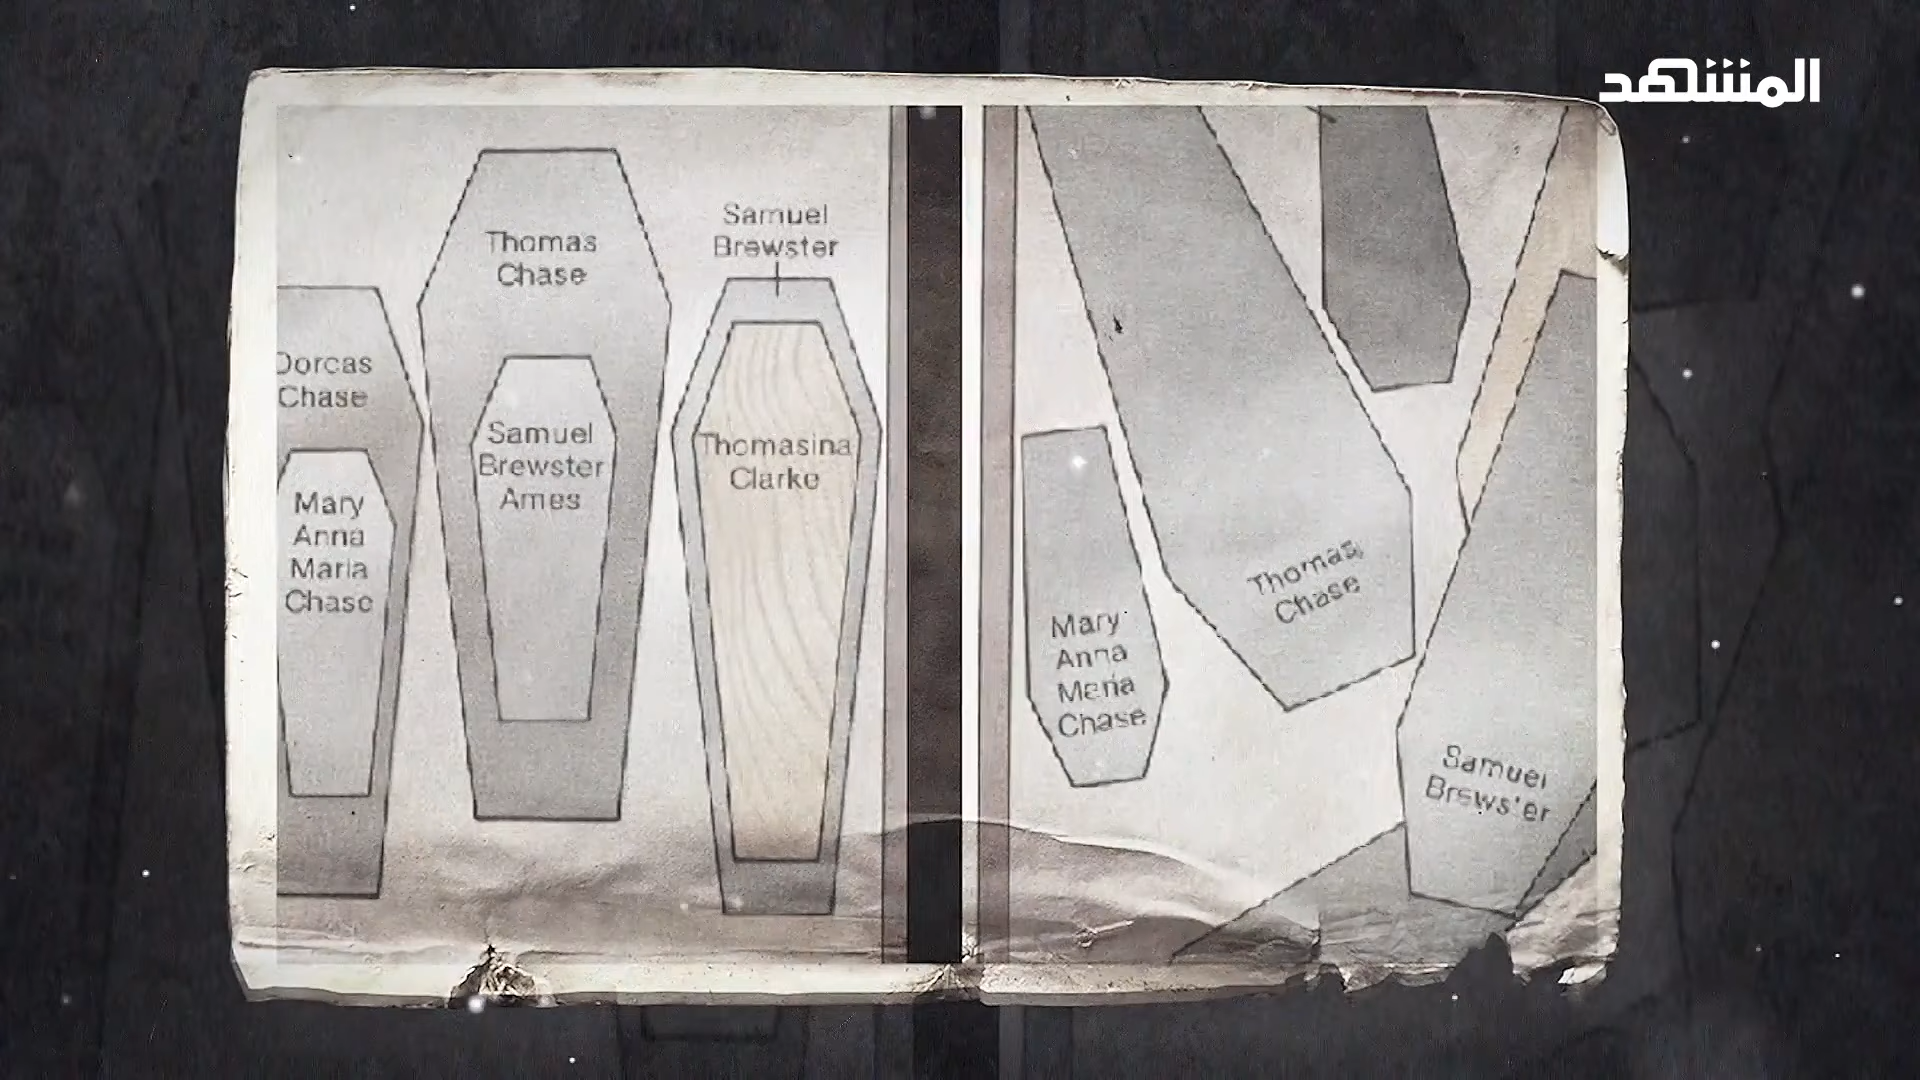 المشهد
Dorcas
Chase
Mary
Anna
Maria
Chase
Thomas
Chase
Samuel
Brewster
Ames
Samuel
Brewster
Thomasina
Clarke
Mary
Anna
Maria
Chase
Thomas
Chase
Samuel
Brewster